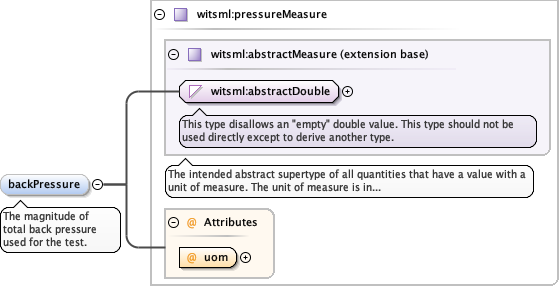 witsml:pressureMeasure
witsml:abstractMeasure (extension base)
witsml:abstractDouble
This type disallows an "empty" double value. This type should not be
used directly except to derive another type.
The intended abstract supertype of all quantities that have a value with a
unit of measure. The unit of measure is in...
backPressure
The magnitude of
total back pressure
used for the test.
@ Attributes
@ uom